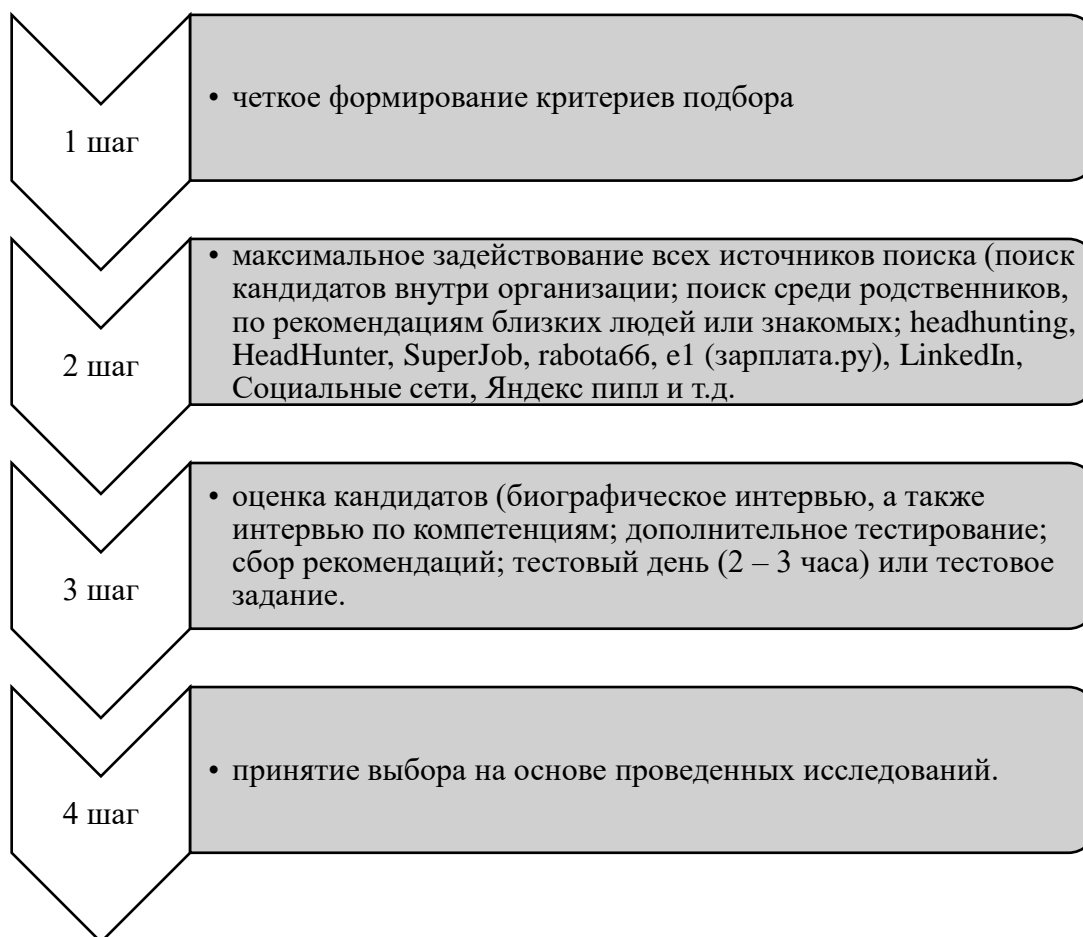 1 шаг
• четкое формирование критериев подбора
2 шаг
• максимальное задействование всех источников поиска (поиск
кандидатов внутри организации; поиск среди родственников,
по рекомендациям близких людей или знакомых; headhunting,
HeadHunter, SuperJob, rabota66, e1 (зарплата.ру), LinkedIn,
Социальные сети, Яндекс пипл и т.д.
3 шаг
• оценка кандидатов (биографическое интервью, а также
интервью по компетенциям; дополнительное тестирование;
сбор рекомендаций; тестовый день (2 – 3 часа) или тестовое
задание.
4 шаг
• принятие выбора на основе проведенных исследований.